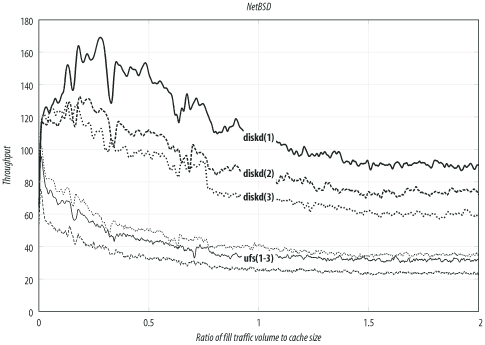 NetBSD
180
160
140
120
100
80
60
40
20
0
Throughput
diskd(1)
diskd(2)
diskd(3)
ufs(1-3)
0
0.5
1
1.5
2
Ratio of fill traffic volume to cache size